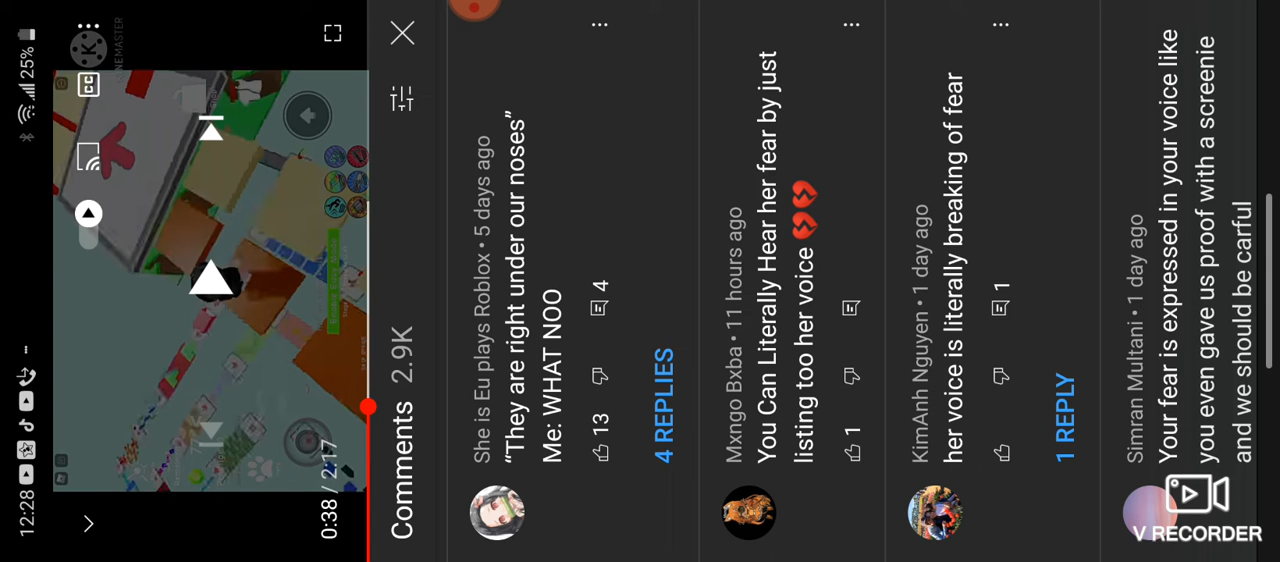 12:28
25%
KINEMASTER
CC
0:38 / 2:17
Comments 2.9K
She is Eu plays Roblox • 5 days ago
“They are right under our noses”
Me: WHAT NOO
13
4
4 REPLIES
Mxngo Bxba • 11 hours ago
You Can Literally Hear her fear by just
listing too her voice 💔 💔
1
KimAnh Nguyen • 1 day ago
her voice is literally breaking of fear
1
1 REPLY
Simran Multani • 1 day ago
Your fear is expressed in your voice like
you even gave us proof with a screenie
and we should be carful
V RECORDER